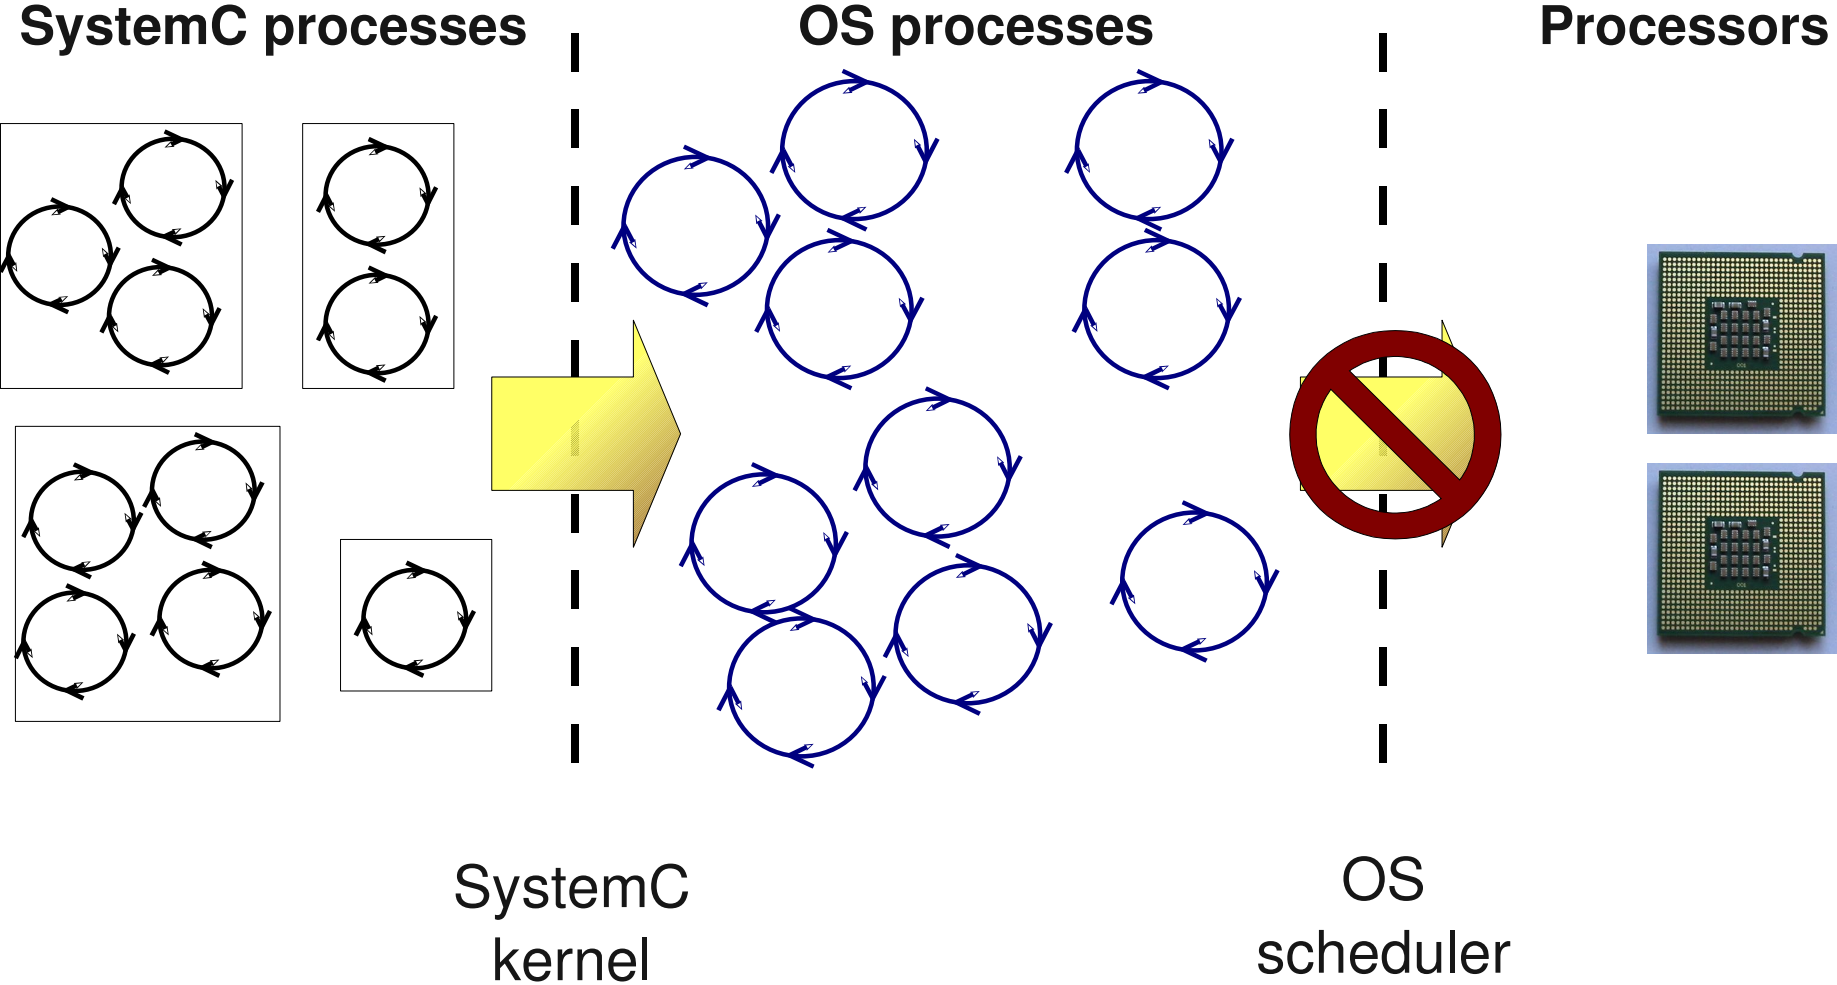 SystemC processes
OS processes
Processors
SystemC
kernel
OS
scheduler